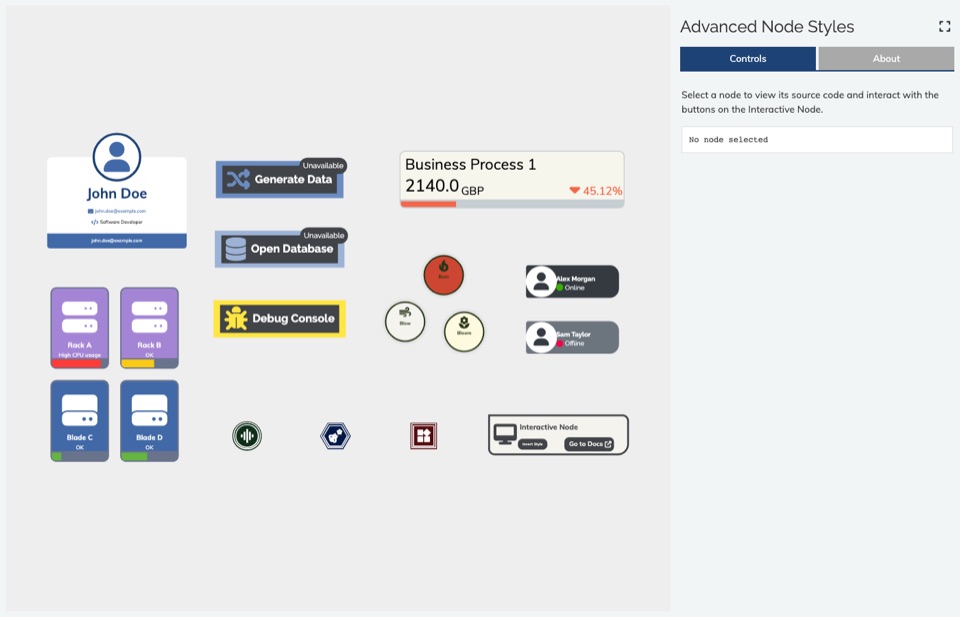 Advanced Node Styles
Controls
About
Select a node to view its source code and interact with the
buttons on the Interactive Node.
No node selected
John Doe
john.doe@example.com
</> Software Developer
john.doe@example.com
Unavailable
Generate Data
Unavailable
Open Database
Debug Console
Business Process 1
2140.0 GBP
45.12%
Burn
Blow
Bloom
Alex Morgan
Online
Sam Taylor
Offline
Rack A
High CPU usage
Rack B
OK
Blade C
OK
Blade D
OK
Interactive Node
Invert Style
Go to Docs